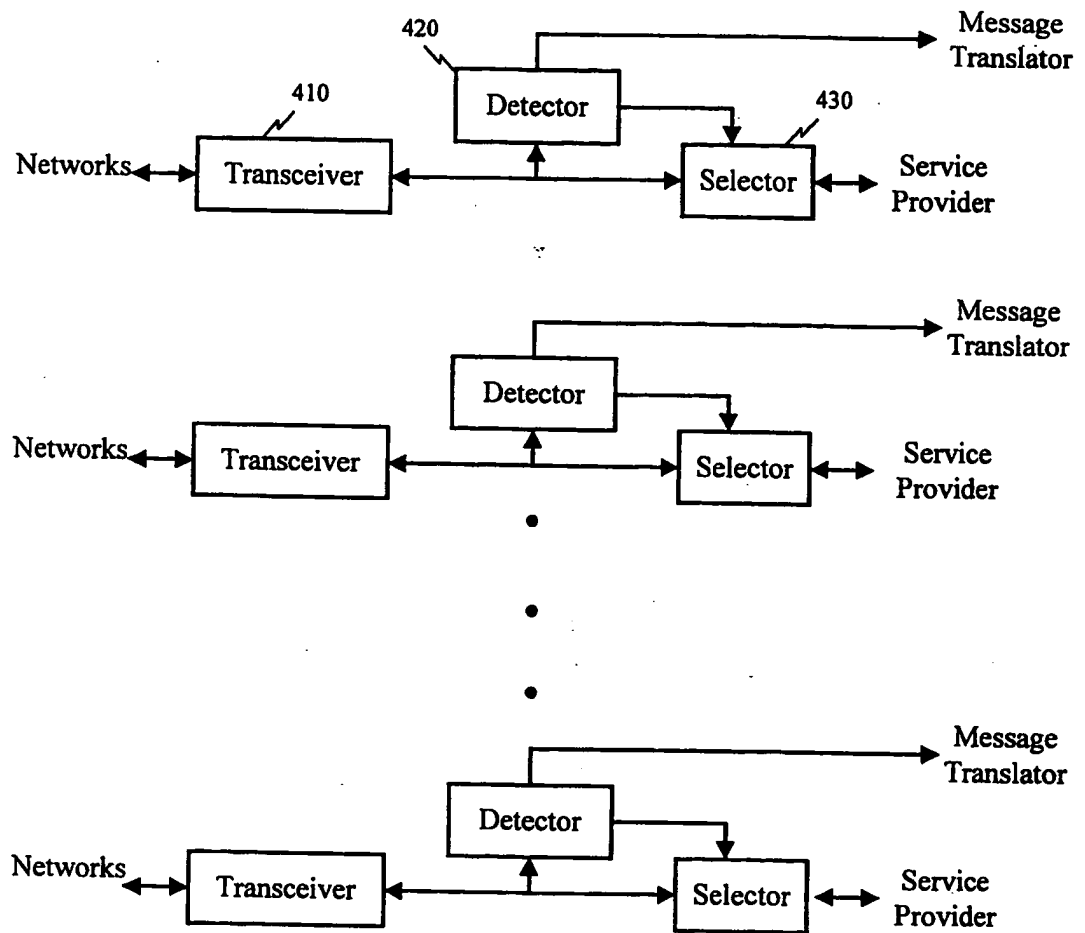 Message
Translator
420
Detector
410
430
Networks
Transceiver
Selector
Service
Provider
Message
Translator
Detector
Networks
Transceiver
Selector
Service
Provider
Message
Translator
Detector
Networks
Transceiver
Selector
Service
Provider